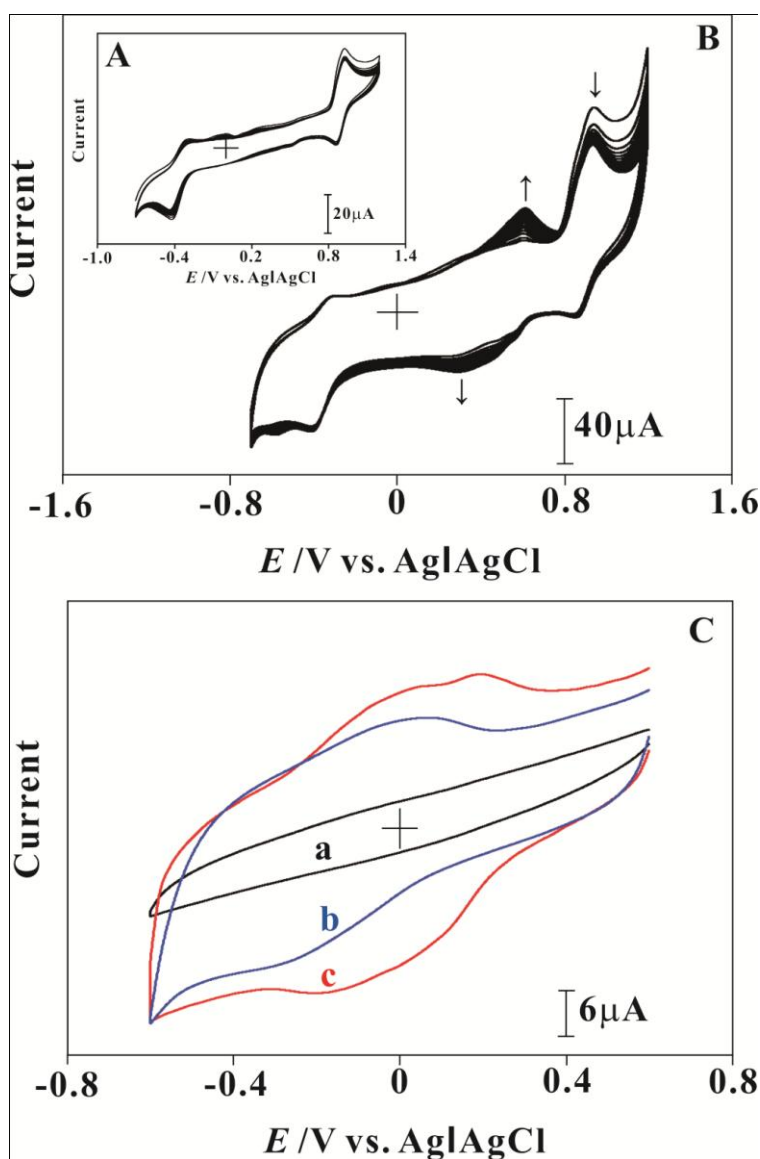 A
B
Current
20μA
-1.0 -0.4 0.2 0.8 1.4
E /V vs. Ag|AgCl
Current
↑
↓
↓
40μA
-1.6 -0.8 0 0.8 1.6
E /V vs. Ag|AgCl
C
Current
a
b
c
6μA
-0.8 -0.4 0 0.4 0.8
E /V vs. Ag|AgCl